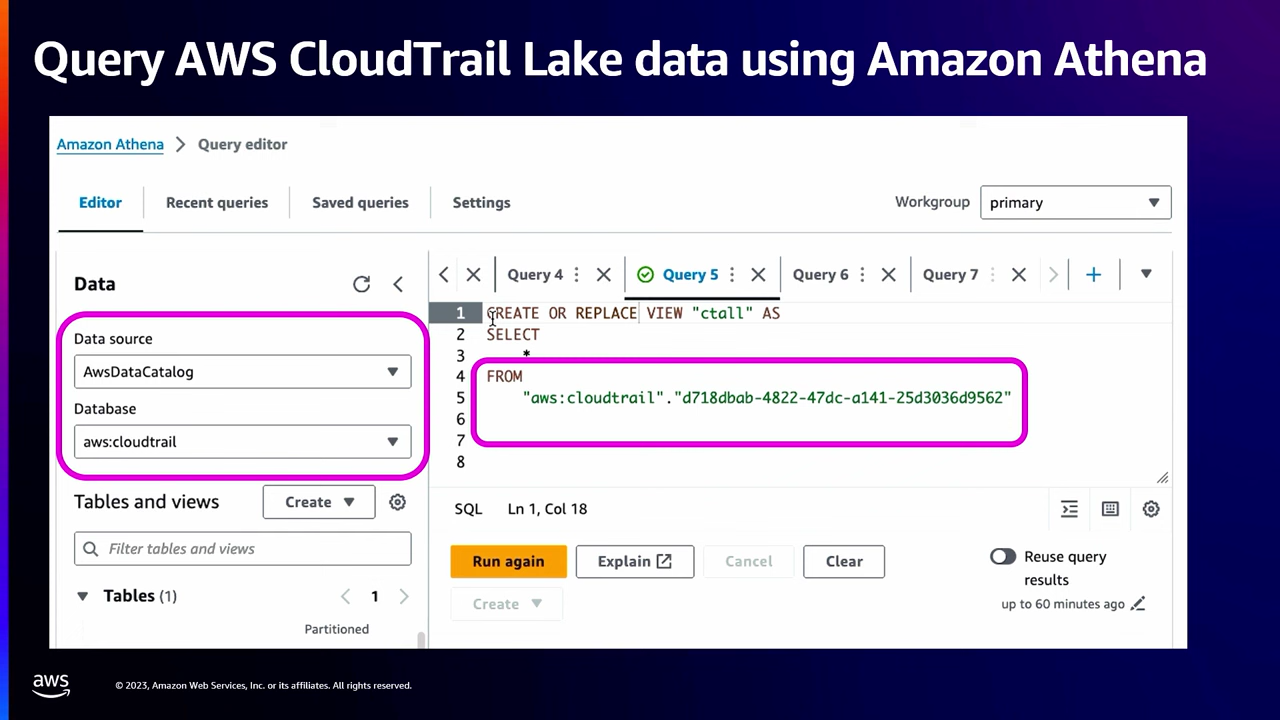 Query AWS CloudTrail Lake data using Amazon Athena
Amazon Athena > Query editor
Editor Recent queries Saved queries Settings
Workgroup primary
Data
Data source
AwsDataCatalog
Database
aws:cloudtrail
Tables and views Create
Filter tables and views
Tables (1) 1
Partitioned
Query 4 Query 5 Query 6 Query 7
1 CREATE OR REPLACE VIEW "ctall" AS
2 SELECT
3 *
4 FROM
5 "aws:cloudtrail"."d718dbab-4822-47dc-a141-25d3036d9562"
6
7
8
SQL Ln 1, Col 18
Run again Explain Cancel Clear
Create
Reuse query
results
up to 60 minutes ago
aws
© 2023, Amazon Web Services, Inc. or its affiliates. All rights reserved.